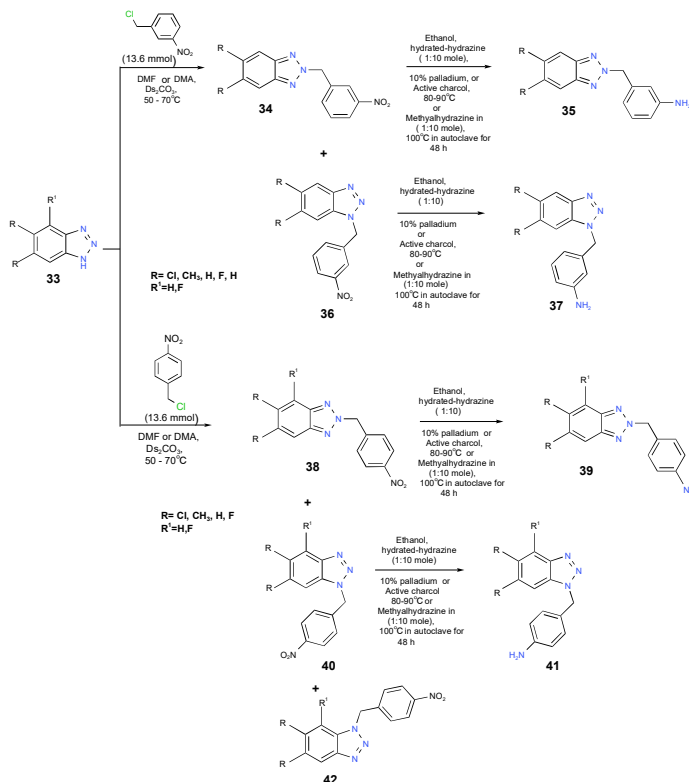 Cl
NO2
(13.6 mmol)
DMF or DMA,
Ds2CO3,
50 - 70°C
R
R
N
N
N
NO2
34
Ethanol,
hydrated-hydrazine
( 1:10 mole),
10% palladium, or
Active charcol,
80-90°C
or
Methyalhydrazine in
( 1:10 mole)
100°C in autoclave for
48 h
R
R
N
N
N
NH2
35
+
R1
R
R
N
N
N
H
33
R= Cl, CH3, H, F, H
R1=H,F
R
R
N
N
N
NO2
36
Ethanol,
hydrated-hydrazine
( 1:10)
10% palladium
or
Active charcol,
80-90°C
or
Methyalhydrazine in
(1:10 mole)
100°C in autoclave for
48 h
R
R
N
N
N
NH2
37
NO2
Cl
(13.6 mmol)
DMF or DMA,
Ds2CO3,
50 - 70°C
R1
R
R
N
N
N
NO2
38
Ethanol,
hydrated-hydrazine
( 1:10)
10% palladium or
Active charcol,
80-90°C or
Methyalhydrazine in
(1:10 mole),
100°C in autoclave for
48 h
R1
R
R
N
N
N
39
+
R= Cl, CH3, H, F
R1=H,F
R1
R
R
N
N
N
O2N
40
Ethanol,
hydrated-hydrazine
(1:10 mole)
10% palladium or
Active charcol
80-90°C or
Methyalhydrazine in
(1:10 mole),
100°C in autoclave for
48 h
R1
R
R
N
N
N
H2N
41
+
R1
R
R
N
N
N
NO2
42